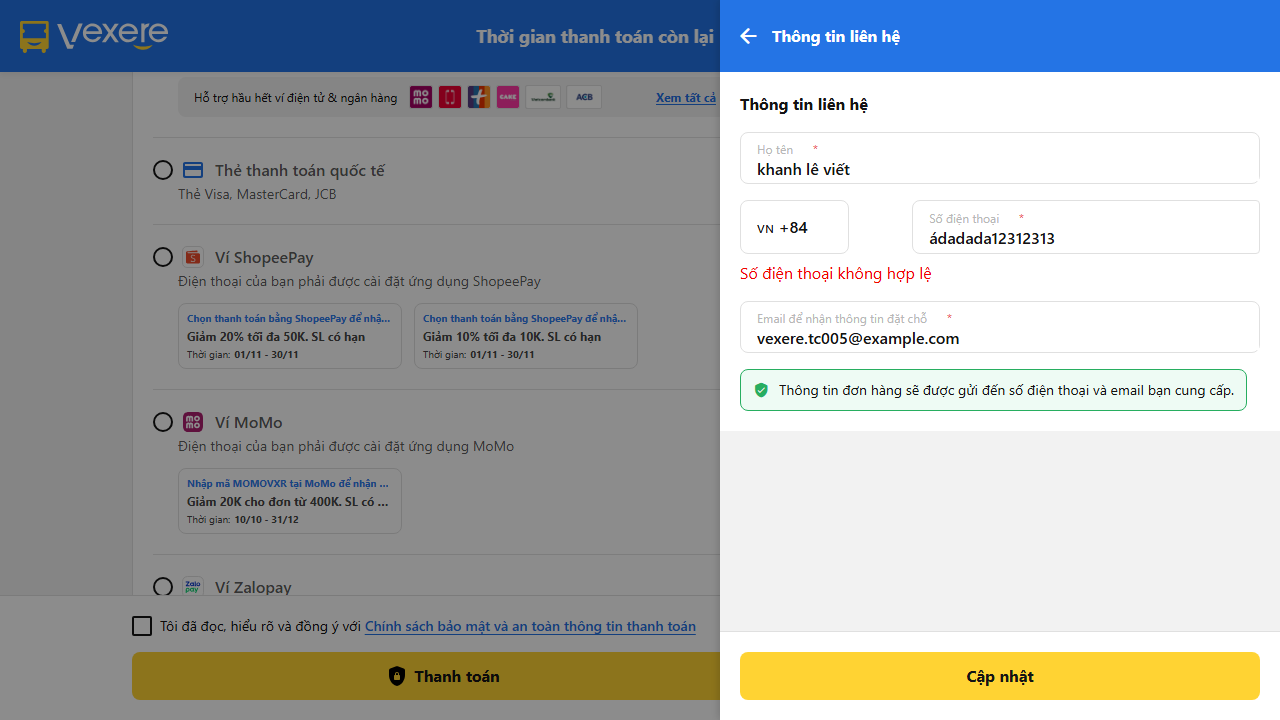 vexere
Thời gian thanh toán còn lại
Hỗ trợ hầu hết ví điện tử & ngân hàng
mo
mo
CAKE
Vietcombank
ACB
Xem tất cả
Thẻ thanh toán quốc tế
Thẻ Visa, MasterCard, JCB
Ví ShopeePay
Điện thoại của bạn phải được cài đặt ứng dụng ShopeePay
Chọn thanh toán bằng ShopeePay để nhậ...
Giảm 20% tối đa 50K. SL có hạn
Thời gian: 01/11 - 30/11
Chọn thanh toán bằng ShopeePay để nhậ...
Giảm 10% tối đa 10K. SL có hạn
Thời gian: 01/11 - 30/11
mo
mo
Ví MoMo
Điện thoại của bạn phải được cài đặt ứng dụng MoMo
Nhập mã MOMOVXR tại MoMo để nhận ...
Giảm 20K cho đơn từ 400K. SL có ...
Thời gian: 10/10 - 31/12
Zalo
pay
Ví Zalopay
Tôi đã đọc, hiểu rõ và đồng ý với Chính sách bảo mật và an toàn thông tin thanh toán
Thanh toán
Thông tin liên hệ
Thông tin liên hệ
Họ tên *
khanh lê viết
VN +84
Số điện thoại *
ádadada12312313
Số điện thoại không hợp lệ
Email để nhận thông tin đặt chỗ *
vexere.tc005@example.com
Thông tin đơn hàng sẽ được gửi đến số điện thoại và email bạn cung cấp.
Cập nhật